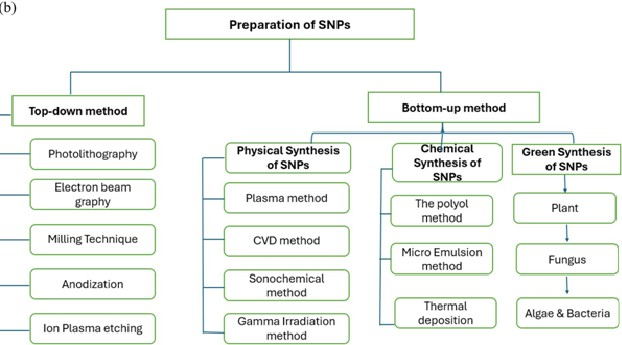 (b)
Preparation of SNPs
Top-down method
Photolithography
Electron beam
graphy
Milling Technique
Anodization
Ion Plasma etching
Bottom-up method
Physical Synthesis
of SNPs
Plasma method
CVD method
Sonochemical
method
Gamma Irradiation
method
Chemical
Synthesis of
SNPs
The polyol
method
Micro Emulsion
method
Thermal
deposition
Green Synthesis
of SNPs
Plant
Fungus
Algae & Bacteria